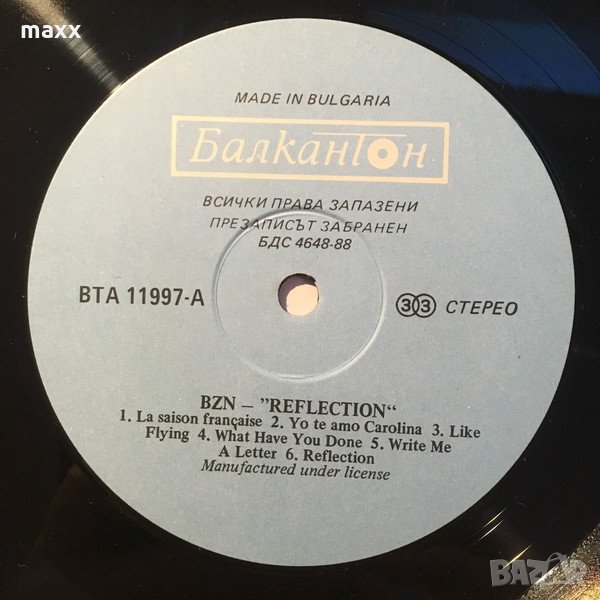 maxx
MADE IN BULGARIA
Балкантон
ВСИЧКИ ПРАВА ЗАПАЗЕНИ
ПРЕЗАПИСЪТ ЗАБРАНЕН
БДС 4648-88
ВТА 11997-А
33 СТЕРЕО
BZN – ”REFLECTION“
1. La saison française 2. Yo te amo Carolina 3. Like
Flying 4. What Have You Done 5. Write Me
A Letter 6. Reflection
Manufactured under license
BAZAR